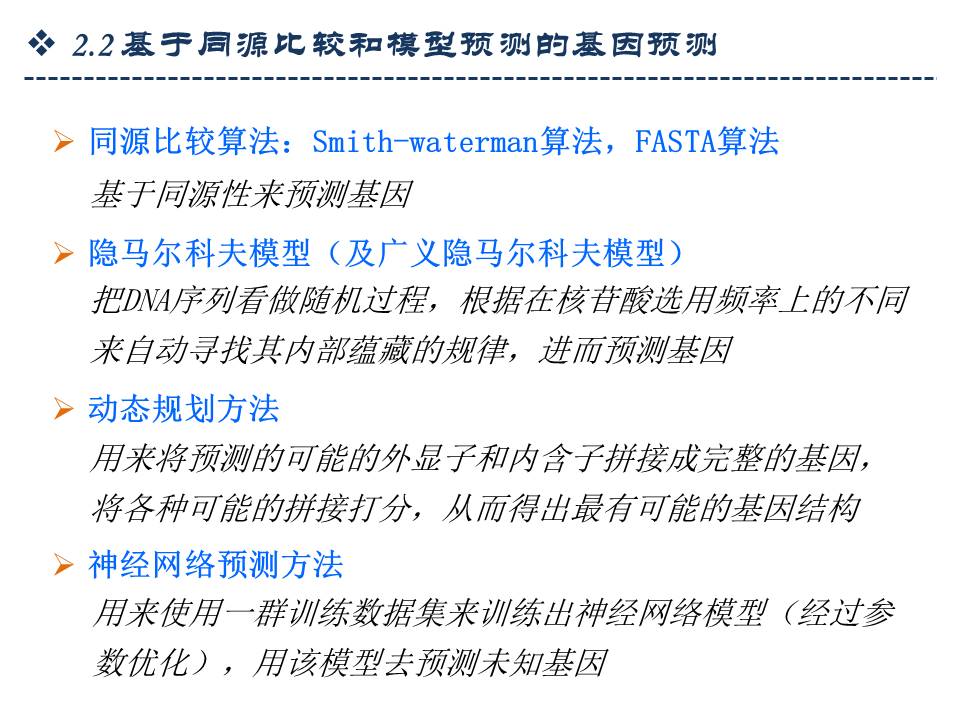 ❖ 2.2 基于同源比较和模型预测的基因预测
➢ 同源比较算法：Smith-waterman算法，FASTA算法
基于同源性来预测基因
➢ 隐马尔科夫模型（及广义隐马尔科夫模型）
把DNA序列看做随机过程，根据在核苷酸选用频率上的不同
来自动寻找其内部蕴藏的规律，进而预测基因
➢ 动态规划方法
用来将预测的可能的外显子和内含子拼接成完整的基因，
将各种可能的拼接打分，从而得出最有可能的基因结构
➢ 神经网络预测方法
用来使用一群训练数据集来训练出神经网络模型（经过参
数优化），用该模型去预测未知基因